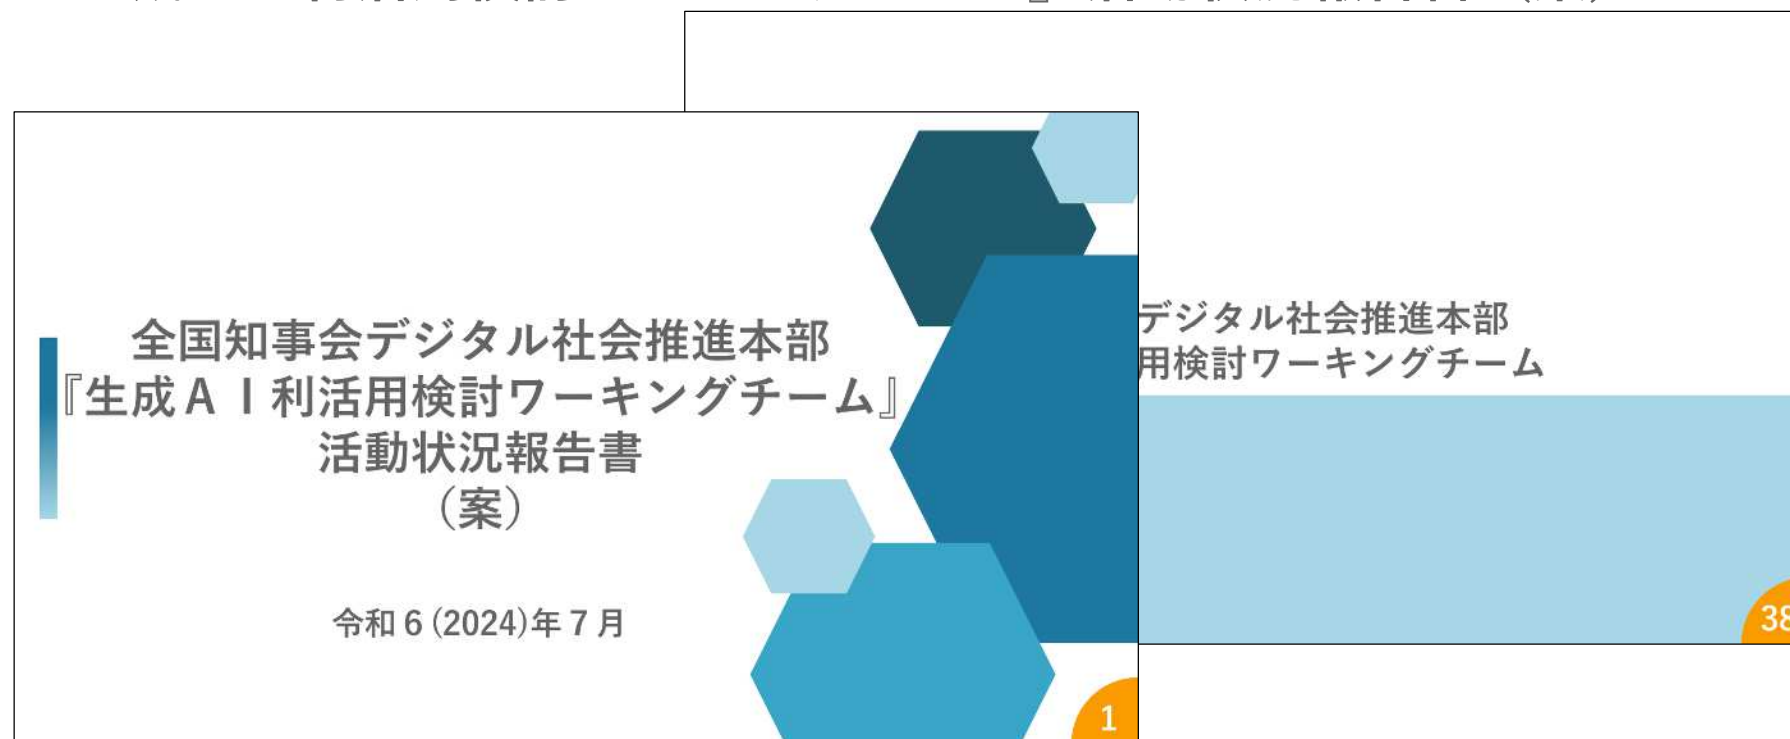 全国知事会デジタル社会推進本部
『生成ＡＩ利活用検討ワーキングチーム』
活動状況報告書
（案）
令和６(2024)年７月
1
デジタル社会推進本部
用検討ワーキングチーム
38